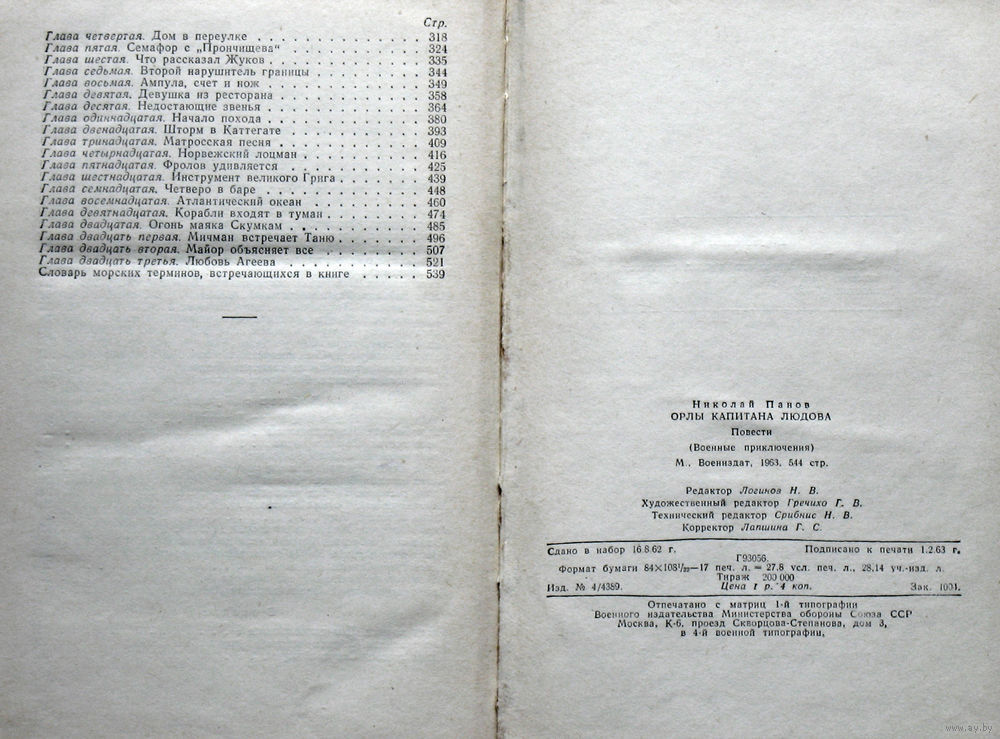 Стр.
Глава четвертая. Дом в переулке . . . . . . . . . . . . 318
Глава пятая. Семафор с „Прончищева“ . . . . . . . . . . 324
Глава шестая. Что рассказал Жуков . . . . . . . . . . . 335
Глава седьмая. Второй нарушитель границы . . . . . . . . 344
Глава восьмая. Ампула, счет и нож . . . . . . . . . . . 349
Глава девятая. Девушка из ресторана . . . . . . . . . . 358
Глава десятая. Недостающие звенья . . . . . . . . . . . 364
Глава одиннадцатая. Начало похода . . . . . . . . . . . 380
Глава двенадцатая. Шторм в Каттегате . . . . . . . . . . 393
Глава тринадцатая. Матросская песня . . . . . . . . . . 409
Глава четырнадцатая. Норвежский лоцман . . . . . . . . . 416
Глава пятнадцатая. Фролов удивляется . . . . . . . . . . 425
Глава шестнадцатая. Инструмент великого Грига . . . . . . . 439
Глава семнадцатая. Четверо в баре . . . . . . . . . . . 448
Глава восемнадцатая. Атлантический океан . . . . . . . . 460
Глава девятнадцатая. Корабли входят в туман . . . . . . . 474
Глава двадцатая. Огонь маяка Скумкам . . . . . . . . . . 485
Глава двадцать первая. Мичман встречает Таню . . . . . . . 496
Глава двадцать вторая. Майор объясняет все . . . . . . . . 507
Глава двадцать третья. Любовь Агеева . . . . . . . . . . 521
Словарь морских терминов, встречающихся в книге . . . . . 539
Николай Панов
ОРЛЫ КАПИТАНА ЛЮДОВА
Повести
(Военные приключения)
М., Воениздат, 1963. 544 стр.
Редактор Логинов Н. В.
Художественный редактор Гречихо Г. В.
Технический редактор Срибнис Н. В.
Корректор Лапшина Г. С.
Сдано в набор 16.8.62 г. Подписано к печати 1.2.63 г.
Г93056.
Формат бумаги 84×108¹/₃₂—17 печ. л. = 27,8 усл. печ. л., 28,14 уч.-изд. л.
Тираж 200 000
Изд. № 4/4389. Цена 1 р. 4 коп. Зак. 1004.
Отпечатано с матриц 1-й типографии
Военного издательства Министерства обороны Союза ССР
Москва, К-6, проезд Скворцова-Степанова, дом 3,
в 4-й военной типографии.
www.ay.by